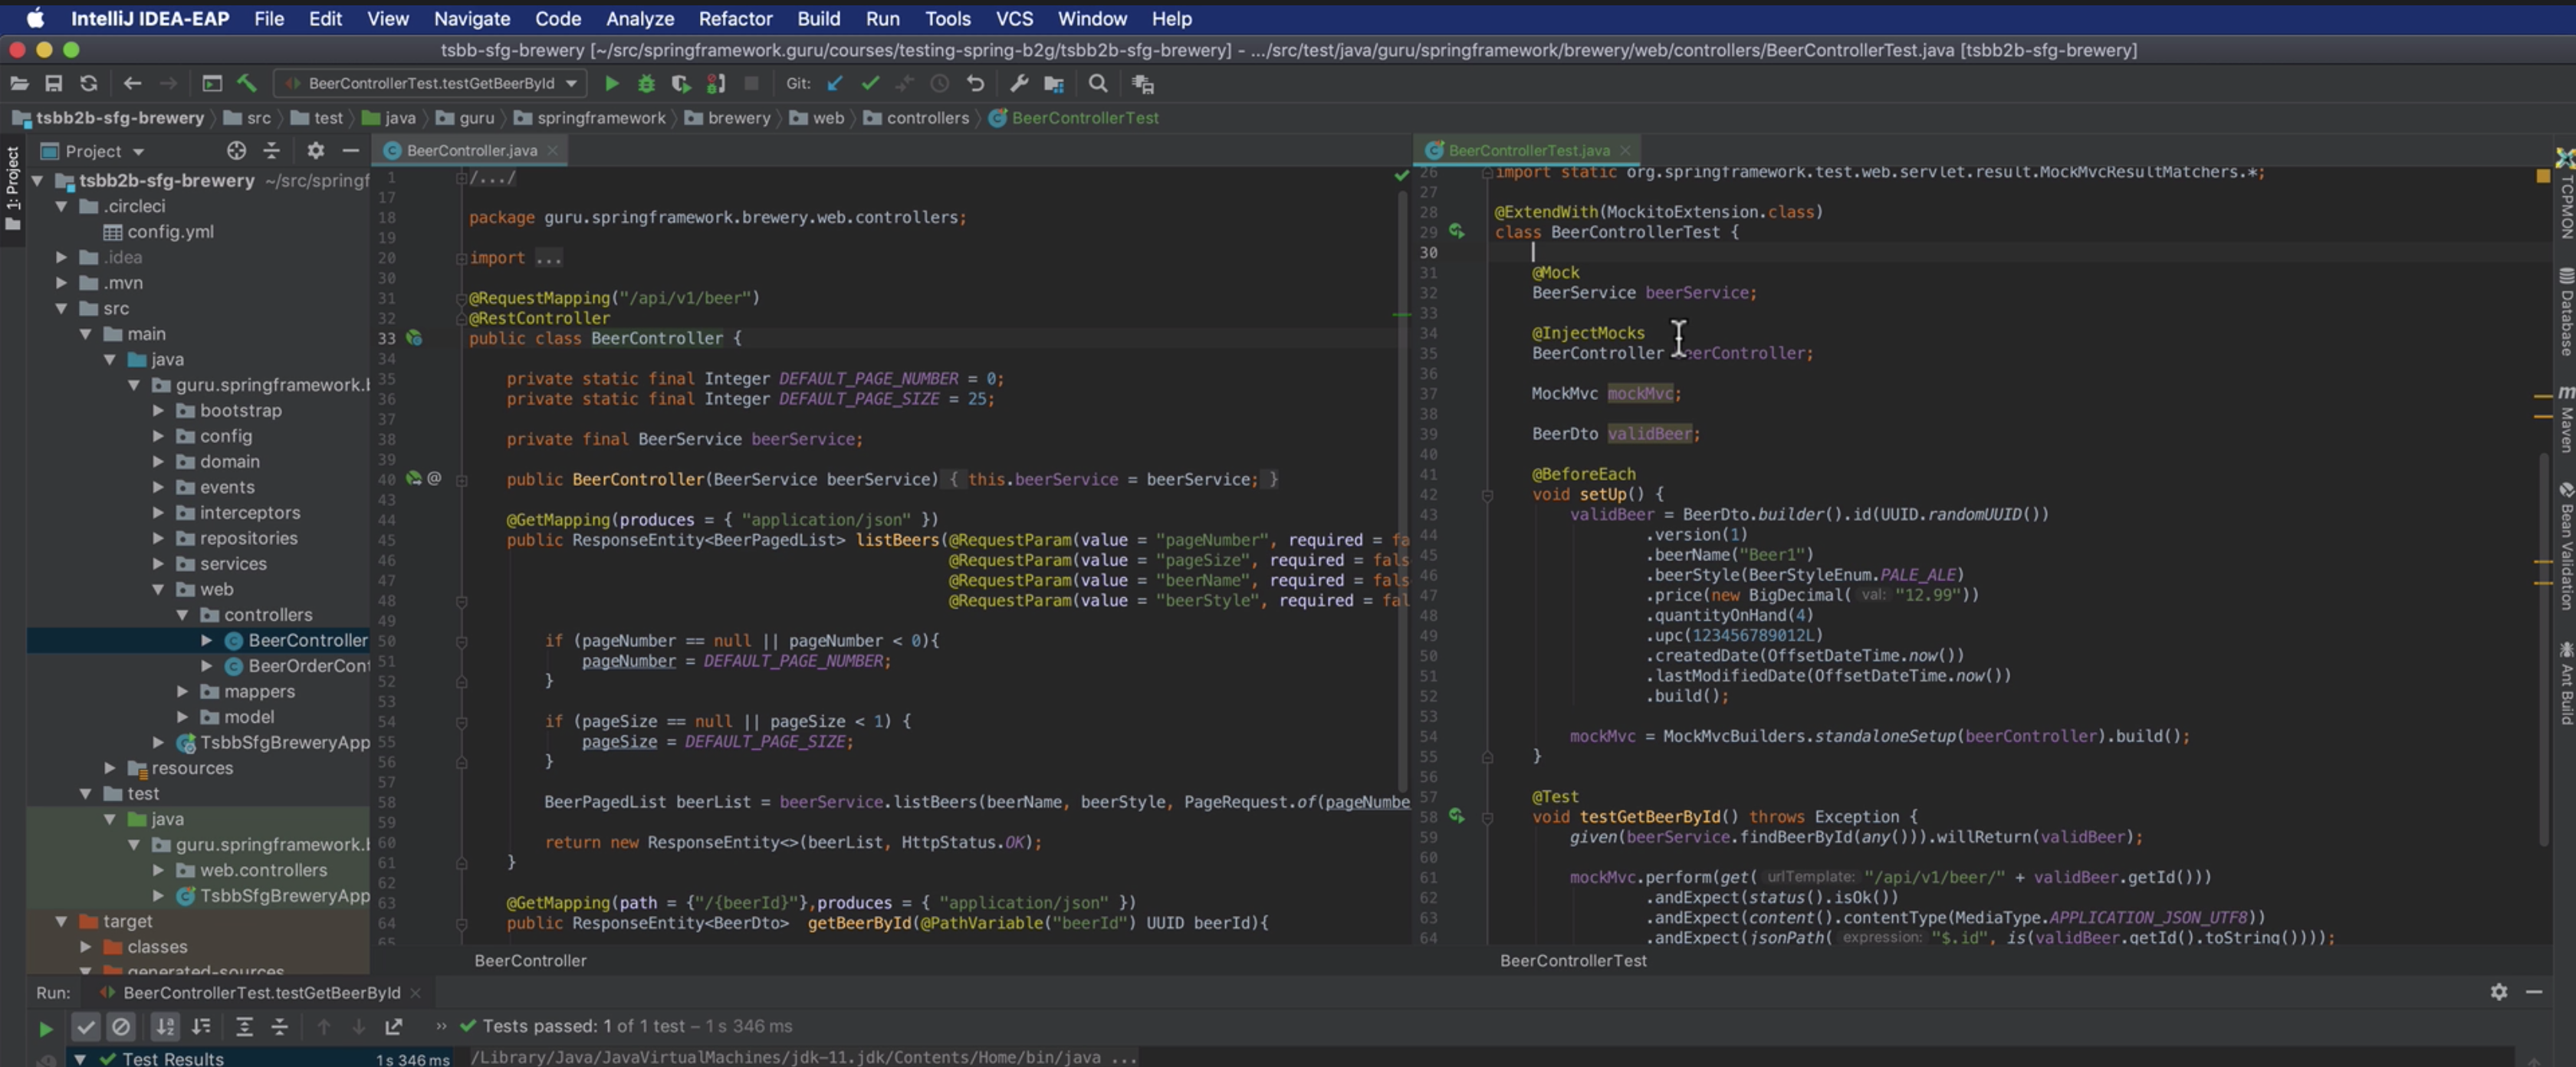 IntelliJ IDEA-EAP File Edit View Navigate Code Analyze Refactor Build Run Tools VCS Window Help
tsbb-sfg-brewery [~/src/springframework.guru/courses/testing-spring-b2g/tsbb2b-sfg-brewery] - .../src/test/java/guru/springframework/brewery/web/controllers/BeerControllerTest.java [tsbb2b-sfg-brewery]
BeerControllerTest.testGetBeerById Git:
tsbb2b-sfg-brewery src test java guru springframework brewery web controllers BeerControllerTest
1: Project
Project
tsbb2b-sfg-brewery ~/src/springf
.circleci
config.yml
.idea
.mvn
src
main
java
guru.springframework.b
bootstrap
config
domain
events
interceptors
repositories
services
web
controllers
BeerController
BeerOrderCont
mappers
model
TsbbSfgBreweryApp
resources
test
java
guru.springframework.b
web.controllers
TsbbSfgBreweryApp
target
classes
generated-sources
BeerController.java
1 /.../
17
18 package guru.springframework.brewery.web.controllers;
19
20 import ...
30
31 @RequestMapping("/api/v1/beer")
32 @RestController
33 public class BeerController {
34
35 private static final Integer DEFAULT_PAGE_NUMBER = 0;
36 private static final Integer DEFAULT_PAGE_SIZE = 25;
37
38 private final BeerService beerService;
39
40 @ public BeerController(BeerService beerService) { this.beerService = beerService; }
43
44 @GetMapping(produces = { "application/json" })
45 public ResponseEntity<BeerPagedList> listBeers(@RequestParam(value = "pageNumber", required = fa
46 @RequestParam(value = "pageSize", required = fals
47 @RequestParam(value = "beerName", required = fals
48 @RequestParam(value = "beerStyle", required = fal
49
50 if (pageNumber == null || pageNumber < 0){
51 pageNumber = DEFAULT_PAGE_NUMBER;
52 }
53
54 if (pageSize == null || pageSize < 1) {
55 pageSize = DEFAULT_PAGE_SIZE;
56 }
57
58 BeerPagedList beerList = beerService.listBeers(beerName, beerStyle, PageRequest.of(pageNumbe
59
60 return new ResponseEntity<>(beerList, HttpStatus.OK);
61 }
62
63 @GetMapping(path = {"/{beerId}"},produces = { "application/json" })
64 public ResponseEntity<BeerDto> getBeerById(@PathVariable("beerId") UUID beerId){
65
BeerController
BeerControllerTest.java
26 import static org.springframework.test.web.servlet.result.MockMvcResultMatchers.*;
27
28 @ExtendWith(MockitoExtension.class)
29 class BeerControllerTest {
30
31 @Mock
32 BeerService beerService;
33
34 @InjectMocks
35 BeerController beerController;
36
37 MockMvc mockMvc;
38
39 BeerDto validBeer;
40
41 @BeforeEach
42 void setUp() {
43 validBeer = BeerDto.builder().id(UUID.randomUUID())
44 .version(1)
45 .beerName("Beer1")
46 .beerStyle(BeerStyleEnum.PALE_ALE)
47 .price(new BigDecimal( val: "12.99"))
48 .quantityOnHand(4)
49 .upc(123456789012L)
50 .createdDate(OffsetDateTime.now())
51 .lastModifiedDate(OffsetDateTime.now())
52 .build();
53
54 mockMvc = MockMvcBuilders.standaloneSetup(beerController).build();
55 }
56
57 @Test
58 void testGetBeerById() throws Exception {
59 given(beerService.findBeerById(any())).willReturn(validBeer);
60
61 mockMvc.perform(get( urlTemplate: "/api/v1/beer/" + validBeer.getId()))
62 .andExpect(status().isOk())
63 .andExpect(content().contentType(MediaType.APPLICATION_JSON_UTF8))
64 .andExpect(jsonPath( expression: "$.id", is(validBeer.getId().toString())));
BeerControllerTest
TCPMON
Database
Maven
Bean Validation
Ant Build
Run: BeerControllerTest.testGetBeerById
Tests passed: 1 of 1 test – 1 s 346 ms
Test Results 1 s 346 ms
/Library/Java/JavaVirtualMachines/jdk-11.jdk/Contents/Home/bin/java ...